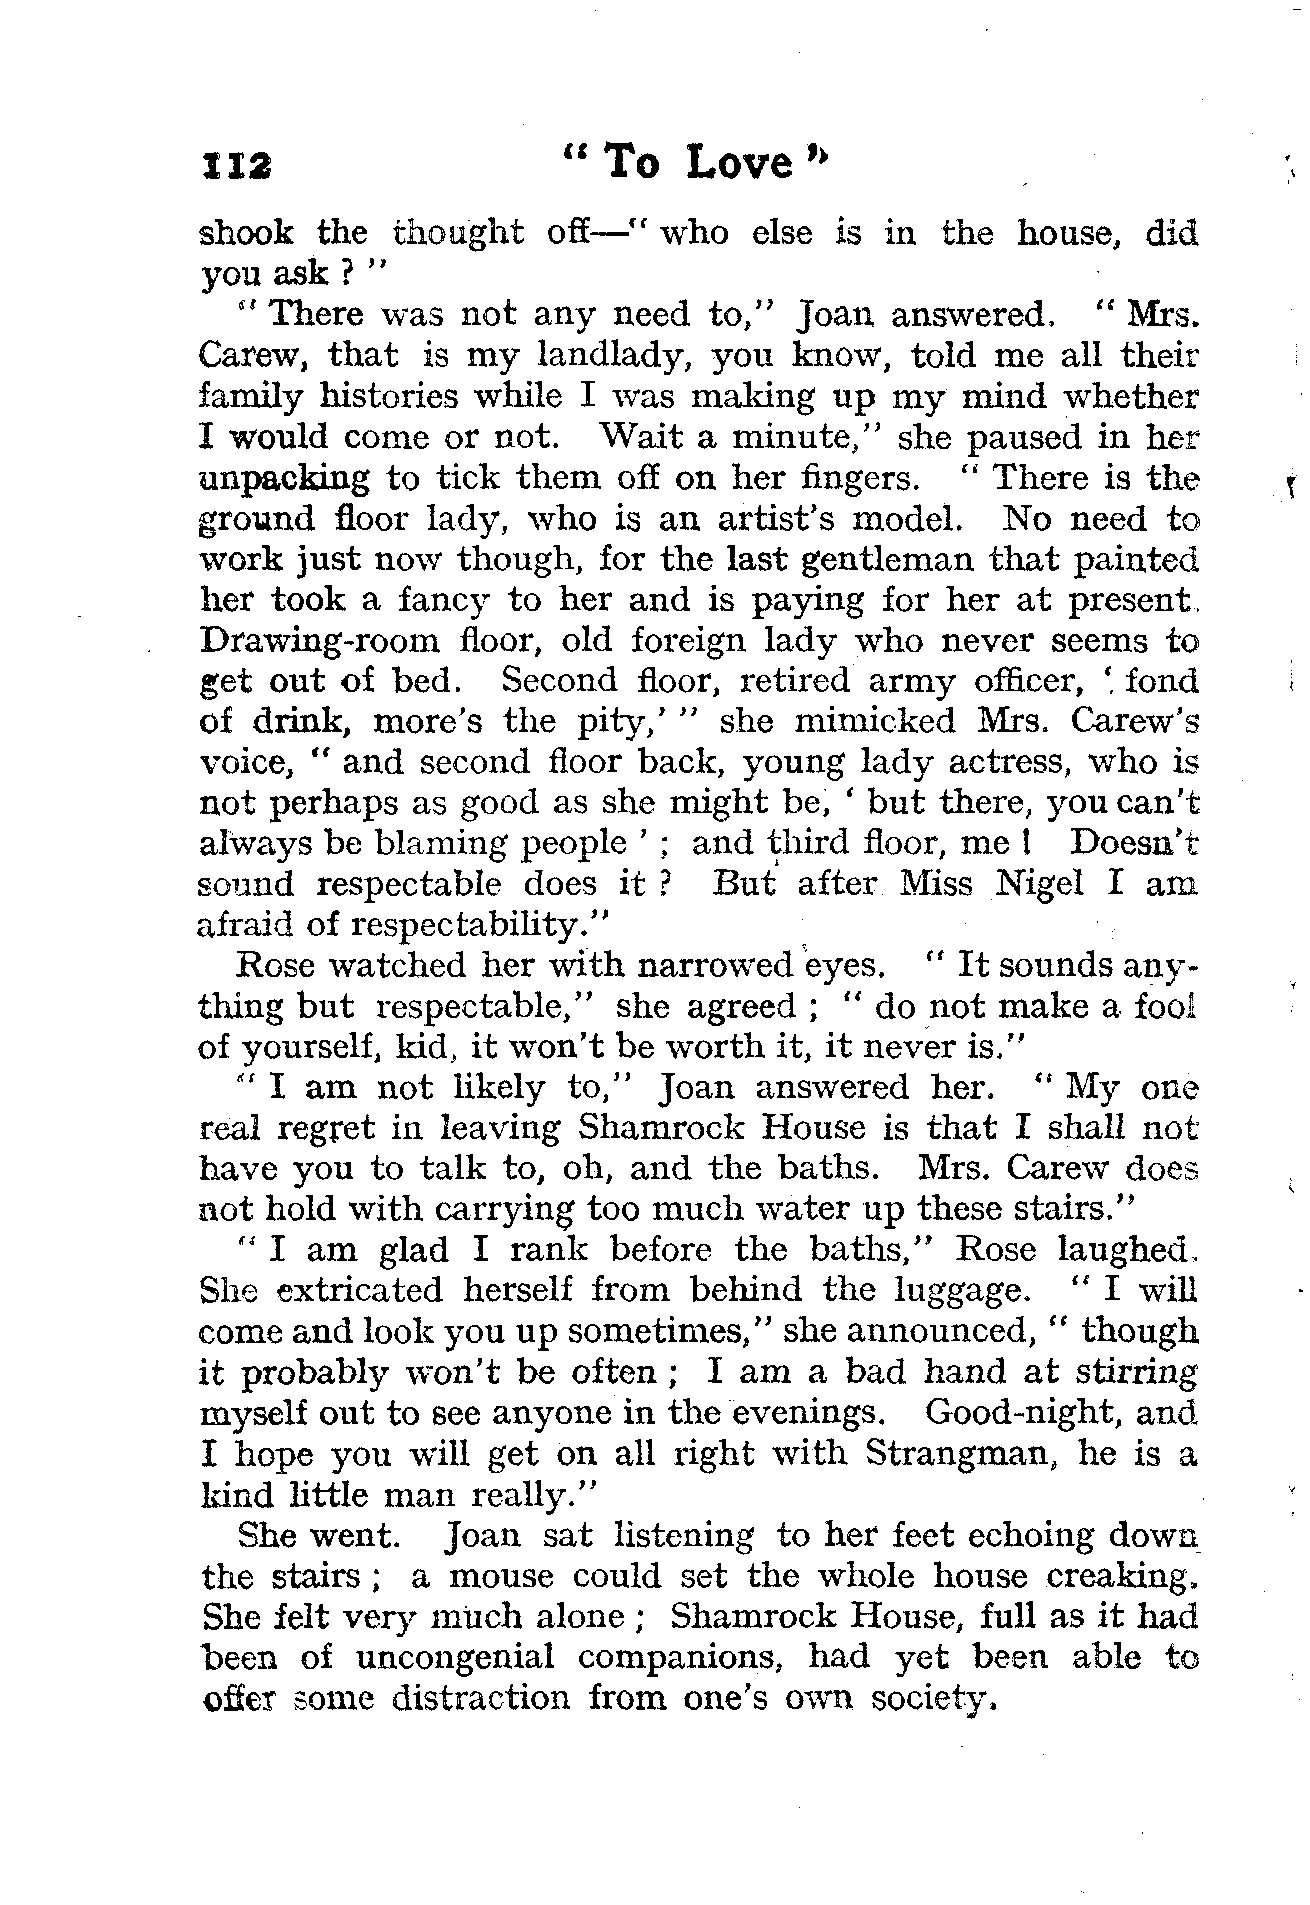 112 " To Love "
shook the thought off—" who else is in the house, did
you ask ? "
" There was not any need to," Joan answered. " Mrs.
Carew, that is my landlady, you know, told me all their
family histories while I was making up my mind whether
I would come or not. Wait a minute," she paused in her
unpacking to tick them off on her fingers. " There is the
ground floor lady, who is an artist's model. No need to
work just now though, for the last gentleman that painted
her took a fancy to her and is paying for her at present.
Drawing-room floor, old foreign lady who never seems to
get out of bed. Second floor, retired army officer, ' fond
of drink, more's the pity,' " she mimicked Mrs. Carew's
voice, " and second floor back, young lady actress, who is
not perhaps as good as she might be, ' but there, you can't
always be blaming people ' ; and third floor, me ! Doesn't
sound respectable does it ? But after Miss Nigel I am
afraid of respectability."
Rose watched her with narrowed eyes. " It sounds any-
thing but respectable," she agreed ; " do not make a fool
of yourself, kid, it won't be worth it, it never is."
" I am not likely to," Joan answered her. " My one
real regret in leaving Shamrock House is that I shall not
have you to talk to, oh, and the baths. Mrs. Carew does
not hold with carrying too much water up these stairs."
" I am glad I rank before the baths," Rose laughed.
She extricated herself from behind the luggage. " I will
come and look you up sometimes," she announced, " though
it probably won't be often ; I am a bad hand at stirring
myself out to see anyone in the evenings. Good-night, and
I hope you will get on all right with Strangman, he is a
kind little man really."
She went. Joan sat listening to her feet echoing down
the stairs ; a mouse could set the whole house creaking.
She felt very much alone ; Shamrock House, full as it had
been of uncongenial companions, had yet been able to
offer some distraction from one's own society.